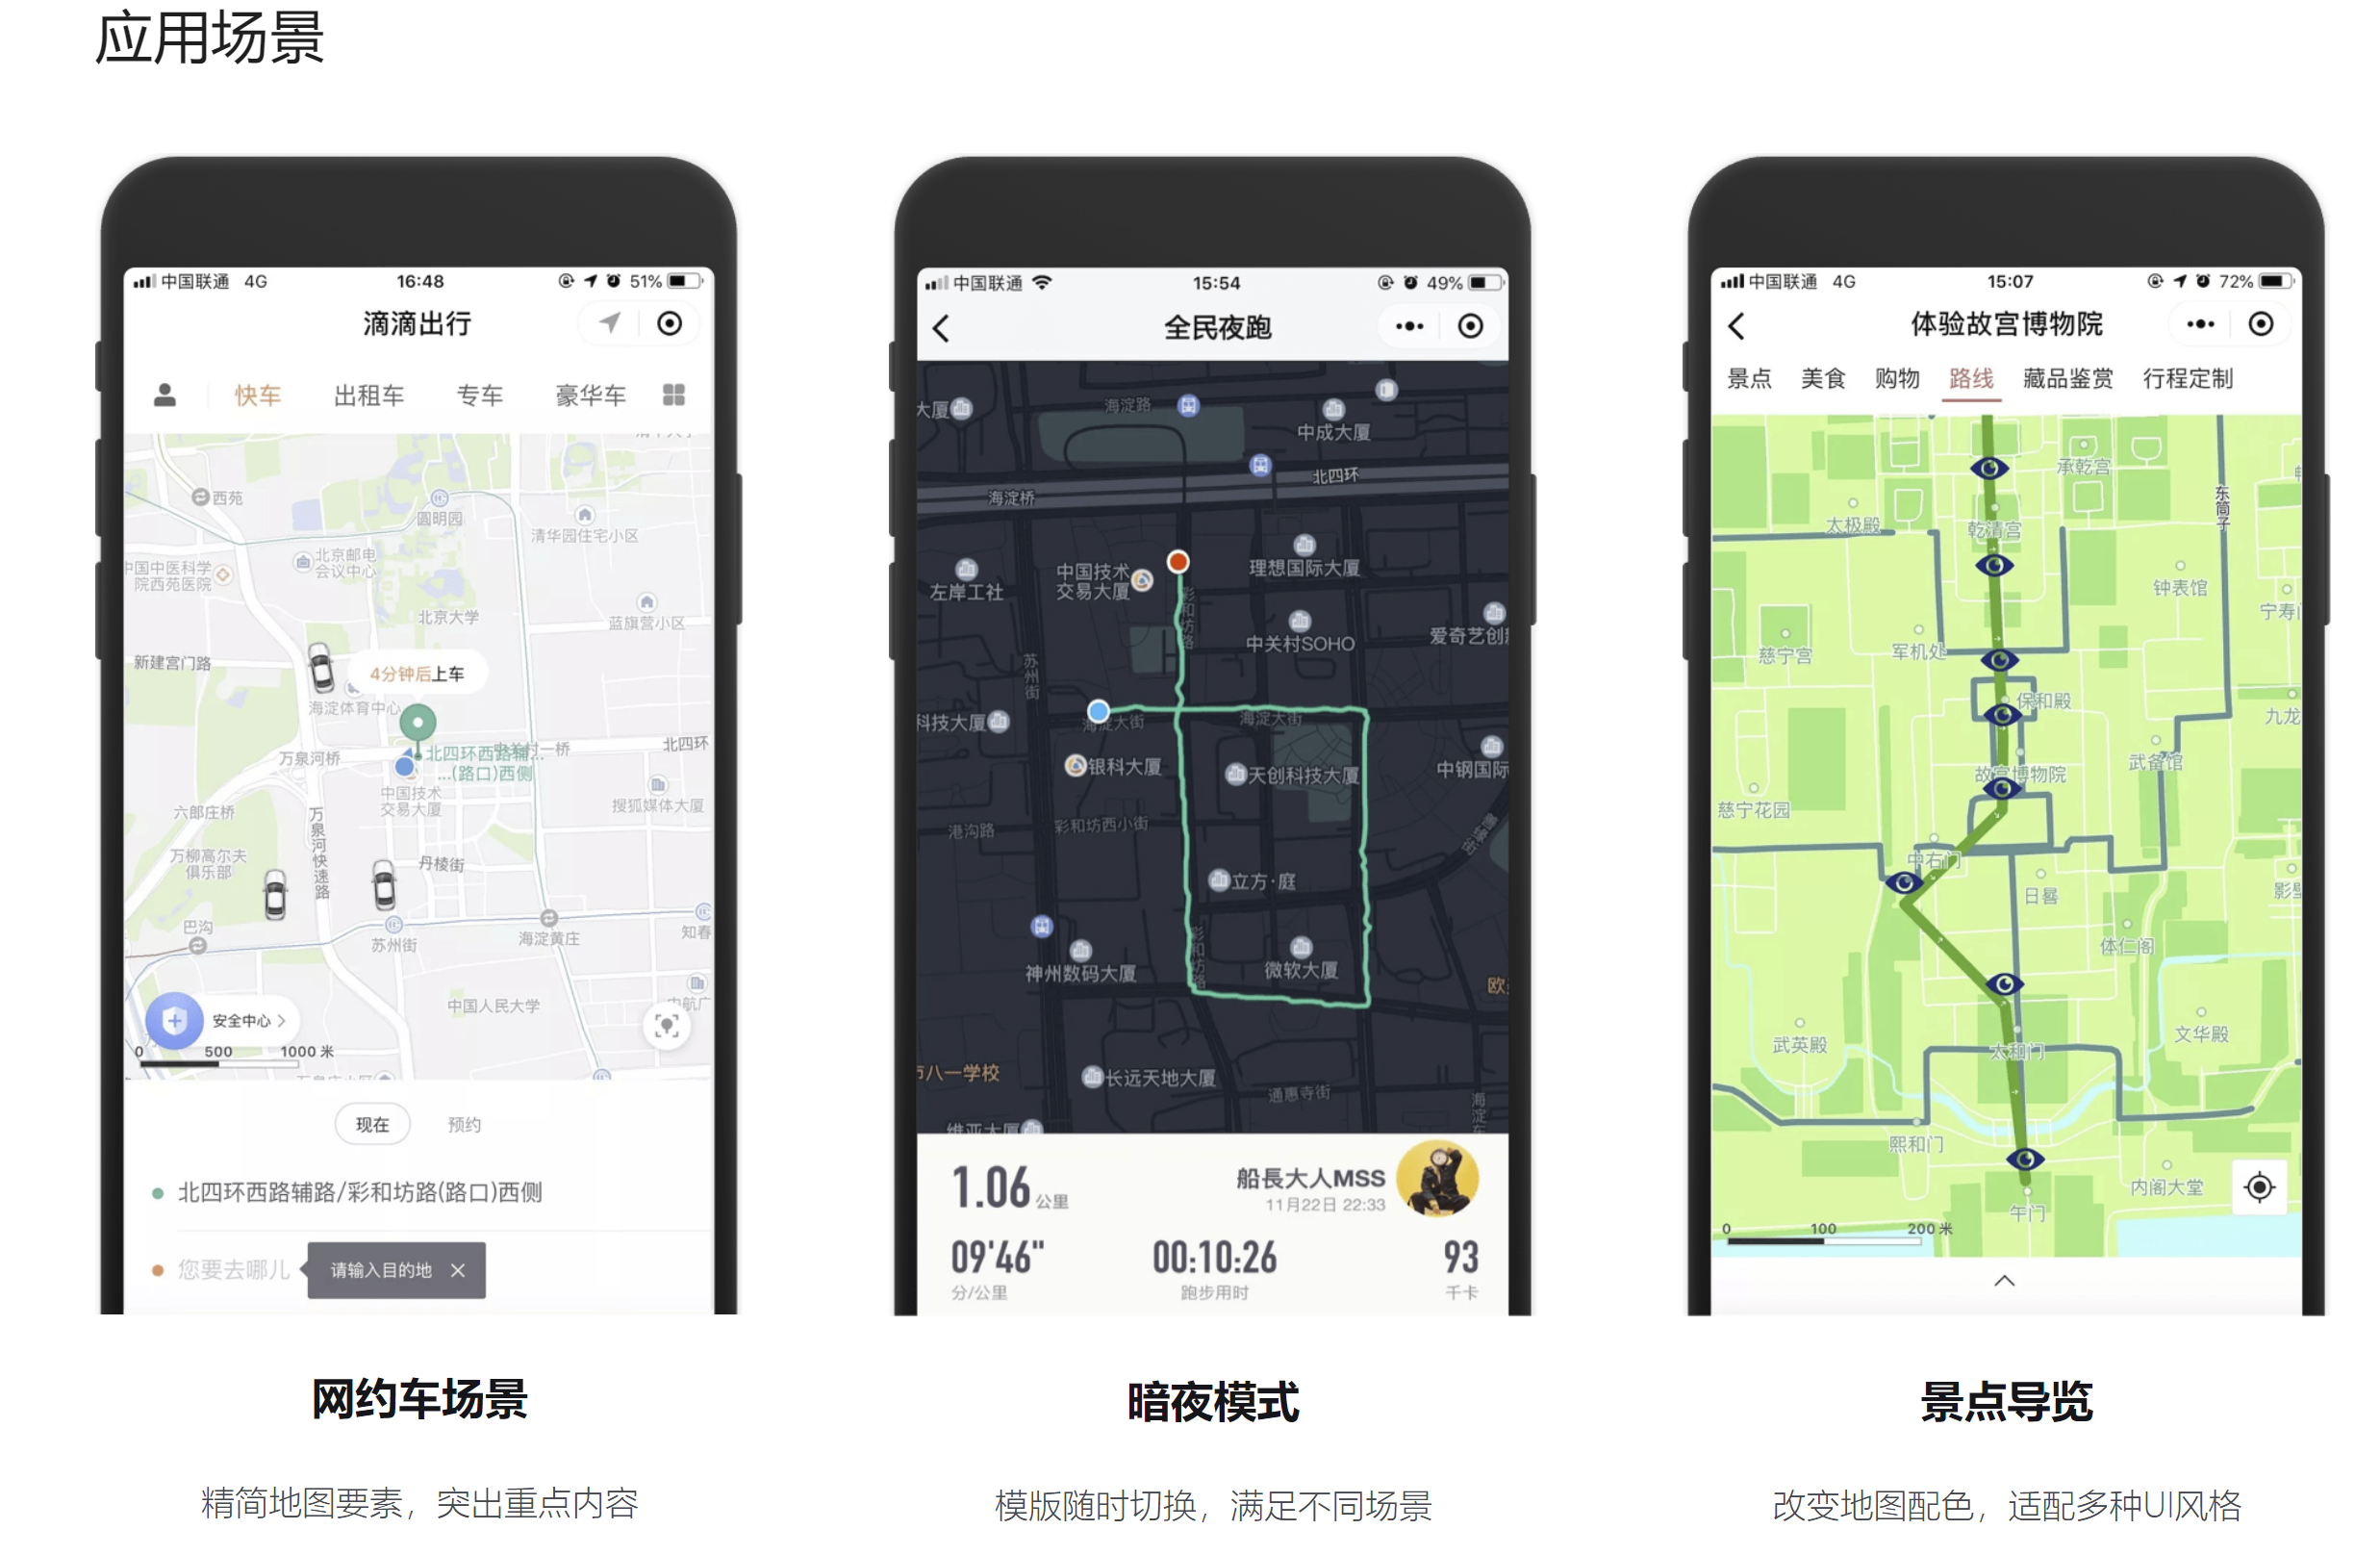 应用场景
中国联通 4G
16:48
51%
滴滴出行
快车
出租车
专车
豪华车
西苑
圆明园
清华园住宅小区
北京邮电
会议中心
中国中医科学
院西苑医院
北京大学
蓝旗营小区
新建宫门路
4分钟后上车
海淀体育中心
北四环西路辅...
...(路口)西侧
中关村一桥
北四环
万泉河桥
中国技术
交易大厦
搜狐媒体大厦
六郎庄桥
万泉河快速路
万柳高尔夫
俱乐部
丹棱街
巴沟
苏州街
海淀黄庄
知春
中国人民大学
中航广
安全中心
0 500 1000 米
现在
预约
北四环西路辅路/彩和坊路(路口)西侧
您要去哪儿
请输入目的地
网约车场景
精简地图要素，突出重点内容
中国联通
15:54
49%
全民夜跑
大厦
海淀路
中成大厦
北四环
海淀桥
左岸工社
中国技术
交易大厦
理想国际大厦
彩和坊路
中关村SOHO
爱奇艺创
苏州街
科技大厦
海淀大街
海淀大街
银科大厦
天创科技大厦
中钢国际
港沟路
彩和坊西小街
立方·庭
彩和坊路
神州数码大厦
微软大厦
欧
市八一学校
长远天地大厦
通惠寺街
海淀东
维亚大厦
1.06 公里
船長大人MSS
11月22日 22:33
09'46"
分/公里
00:10:26
跑步用时
93
千卡
暗夜模式
模版随时切换，满足不同场景
中国联通 4G
15:07
72%
体验故宫博物院
景点
美食
购物
路线
藏品鉴赏
行程定制
承乾宫
东筒子
太极殿
乾清宫
钟表馆
宁寿门
慈宁宫
军机处
保和殿
九龙
武备馆
故宫博物院
慈宁花园
中右门
日晷
影壁
体仁阁
文华殿
武英殿
太和门
熙和门
内阁大堂
午门
0 100 200 米
景点导览
改变地图配色，适配多种UI风格